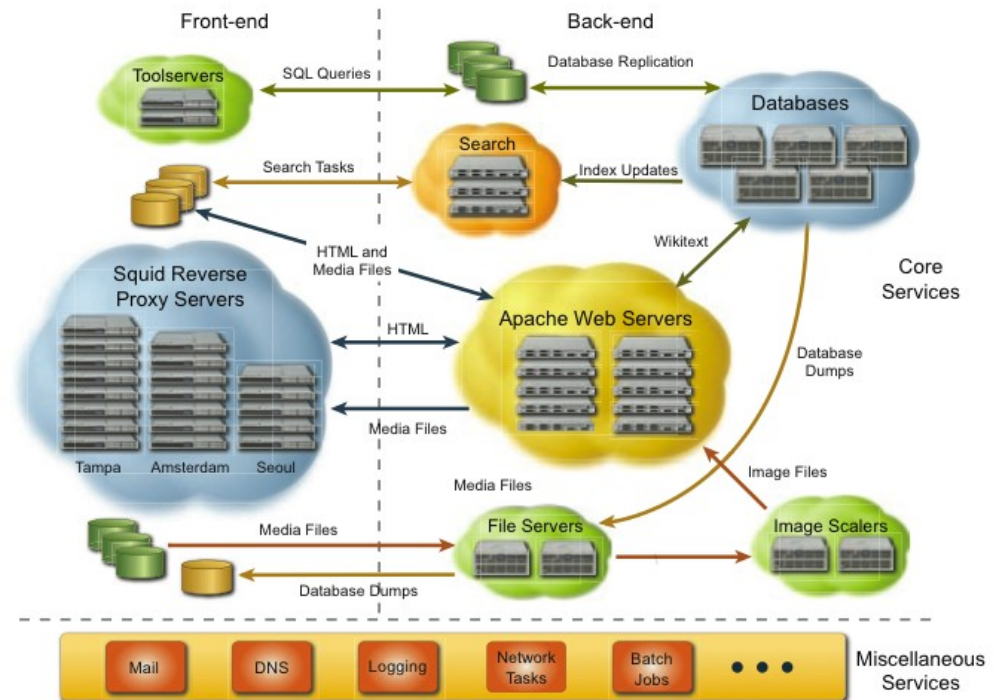 Front-end
Back-end
Toolservers
SQL Queries
Database Replication
Databases
Search
Search Tasks
Index Updates
HTML and
Media Files
Wikitext
Squid Reverse
Proxy Servers
Core
Services
Apache Web Servers
HTML
Database
Dumps
Media Files
Tampa
Amsterdam
Seoul
Image Files
Media Files
File Servers
Image Scalers
Media Files
Database Dumps
Mail
DNS
Logging
Network
Tasks
Batch
Jobs
Miscellaneous
Services